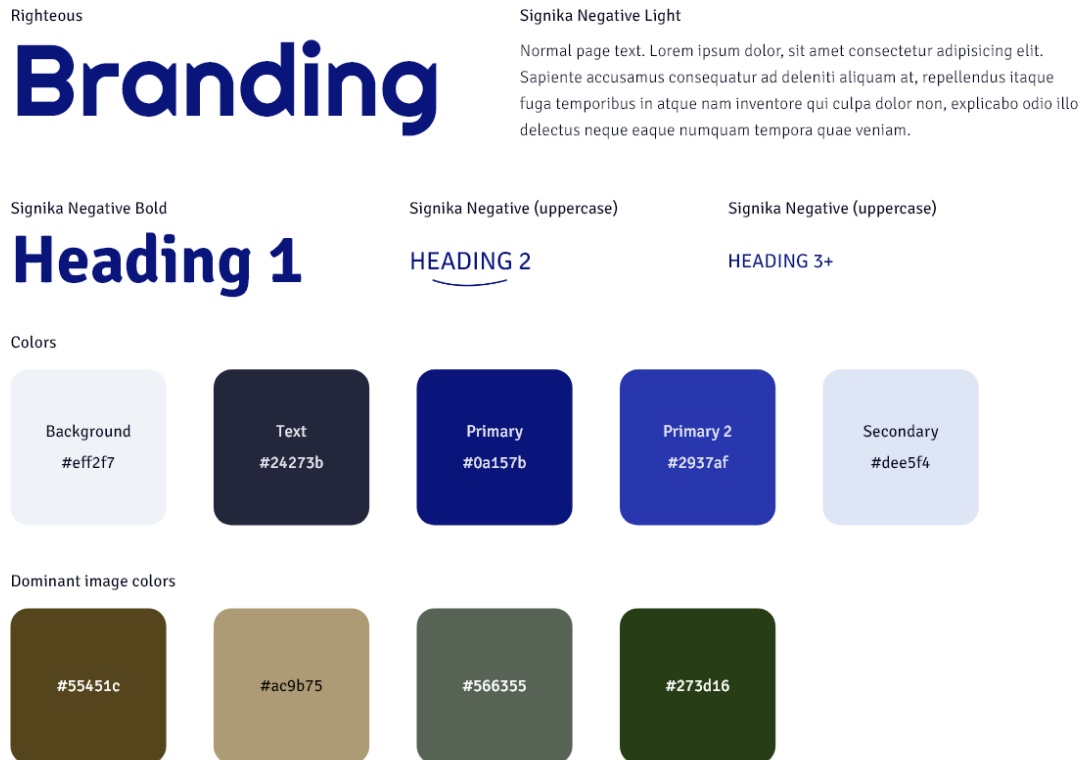 Righteous
Branding
Signika Negative Light
Normal page text. Lorem ipsum dolor, sit amet consectetur adipisicing elit.
Sapiente accusamus consequatur ad deleniti aliquam at, repellendus itaque
fuga temporibus in atque nam inventore qui culpa dolor non, explicabo odio illo
delectus neque eaque numquam tempora quae veniam.
Signika Negative Bold
Heading 1
Signika Negative (uppercase)
HEADING 2
Signika Negative (uppercase)
HEADING 3+
Colors
Background
#eff2f7
Text
#24273b
Primary
#0a157b
Primary 2
#2937af
Secondary
#dee5f4
Dominant image colors
#55451c
#ac9b75
#566355
#273d16